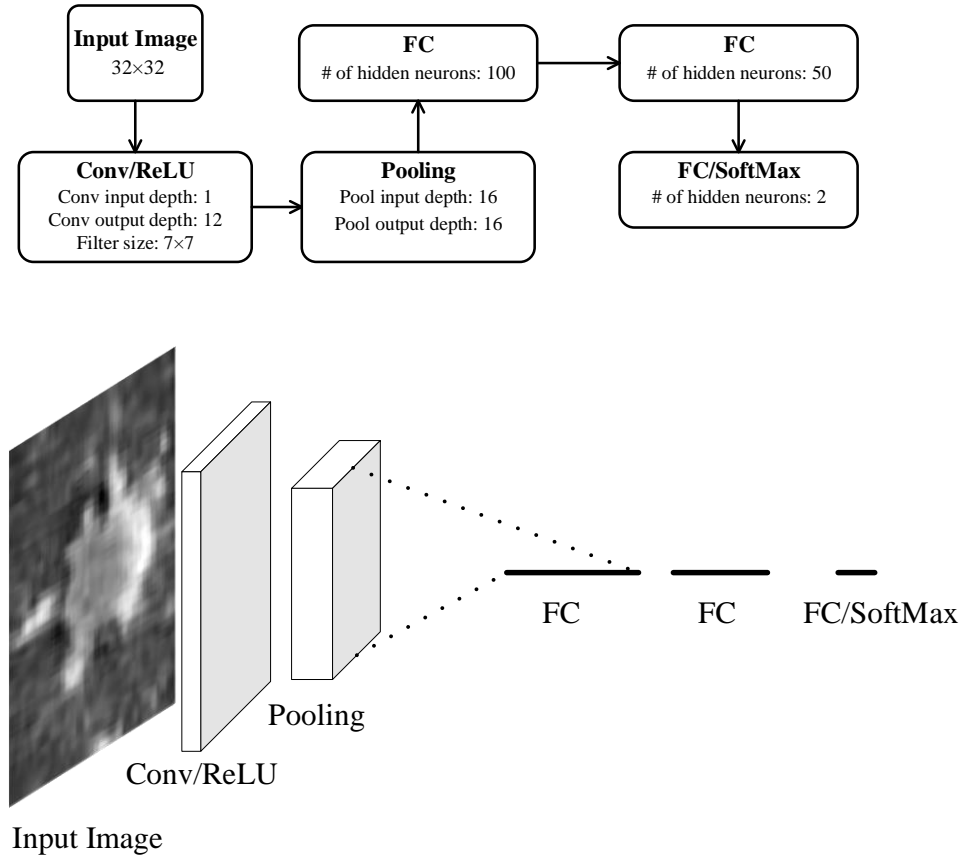 Input Image
32×32
Conv/ReLU
Conv input depth: 1
Conv output depth: 12
Filter size: 7×7
Pooling
Pool input depth: 16
Pool output depth: 16
FC
# of hidden neurons: 100
FC
# of hidden neurons: 50
FC/SoftMax
# of hidden neurons: 2
Input Image
Conv/ReLU
Pooling
FC
FC
FC/SoftMax